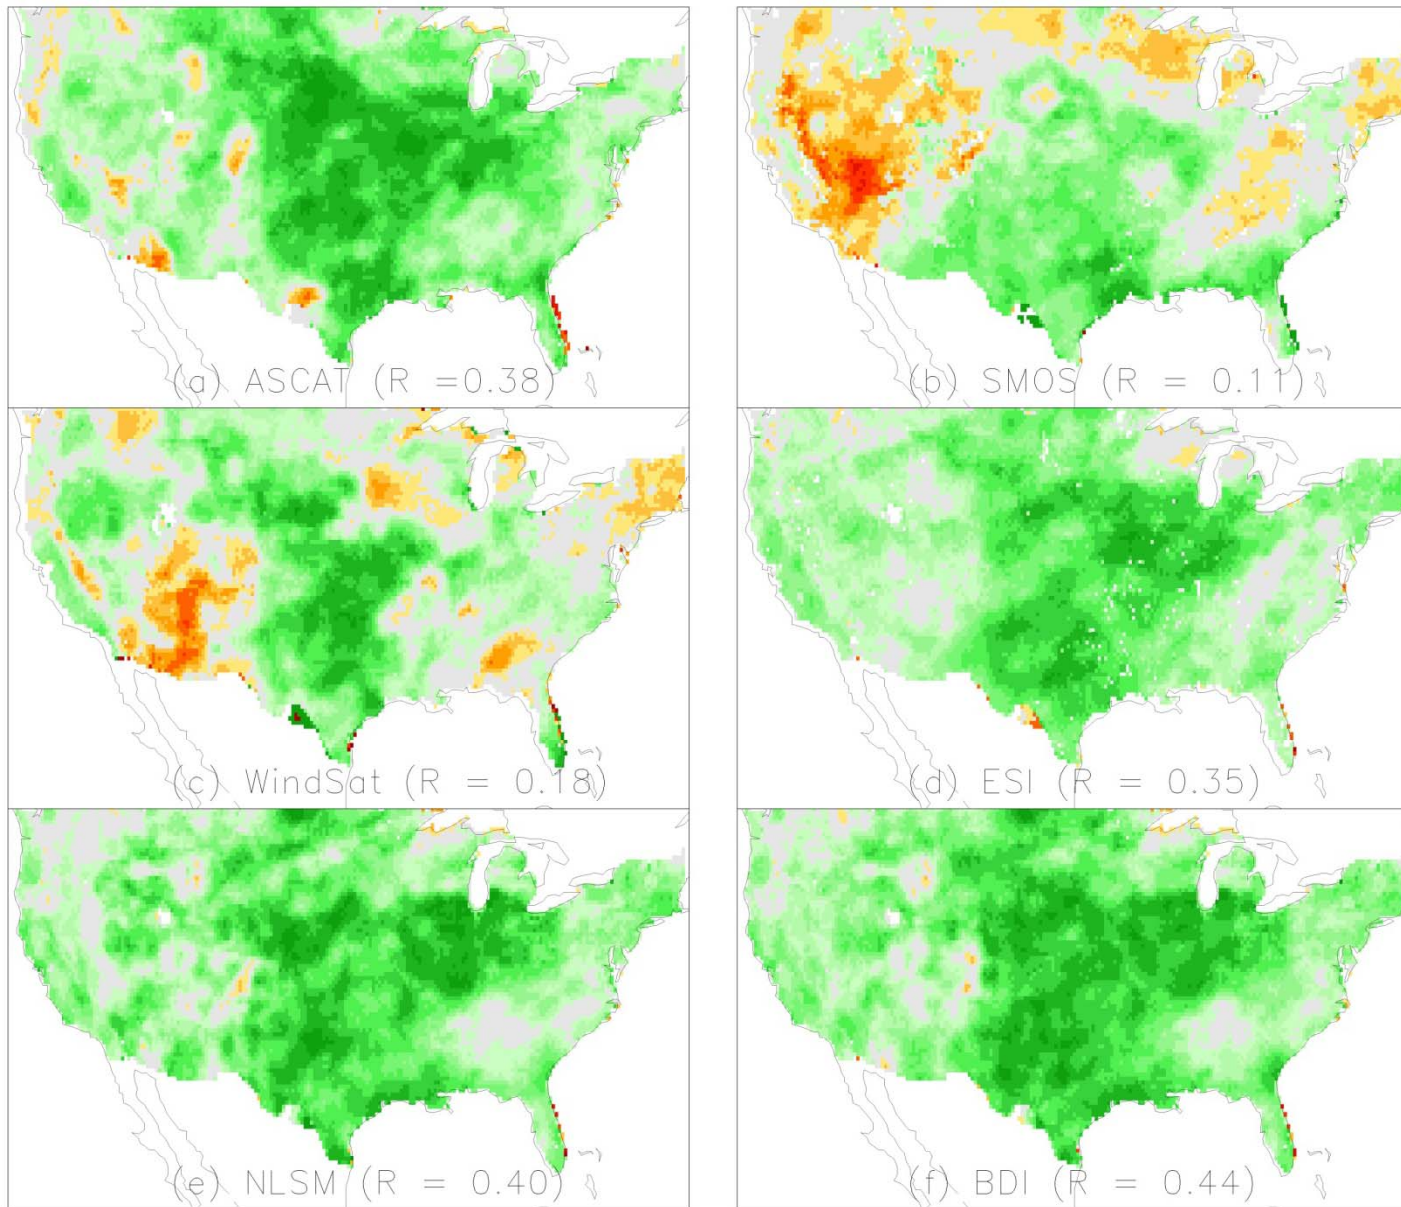 (a) ASCAT (R =0.38)
(b) SMOS (R = 0.11)
(c) WindSat (R = 0.18)
(d) ESI (R = 0.35)
(e) NLSM (R = 0.40)
(f) BDI (R = 0.44)